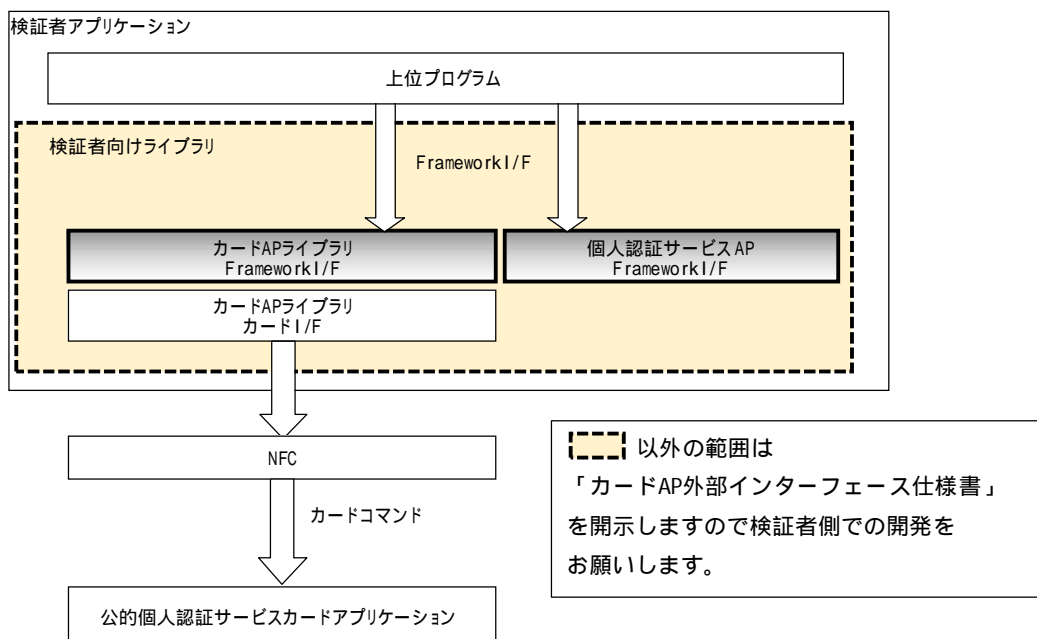 検証者アプリケーション
上位プログラム
検証者向けライブラリ
FrameworkI/F
カードAPライブラリ
FrameworkI/F
個人認証サービスAP
FrameworkI/F
カードAPライブラリ
カードI/F
NFC
カードコマンド
公的個人認証サービスカードアプリケーション
以外の範囲は
「カードAP外部インターフェース仕様書」
を開示しますので検証者側での開発を
お願いします。